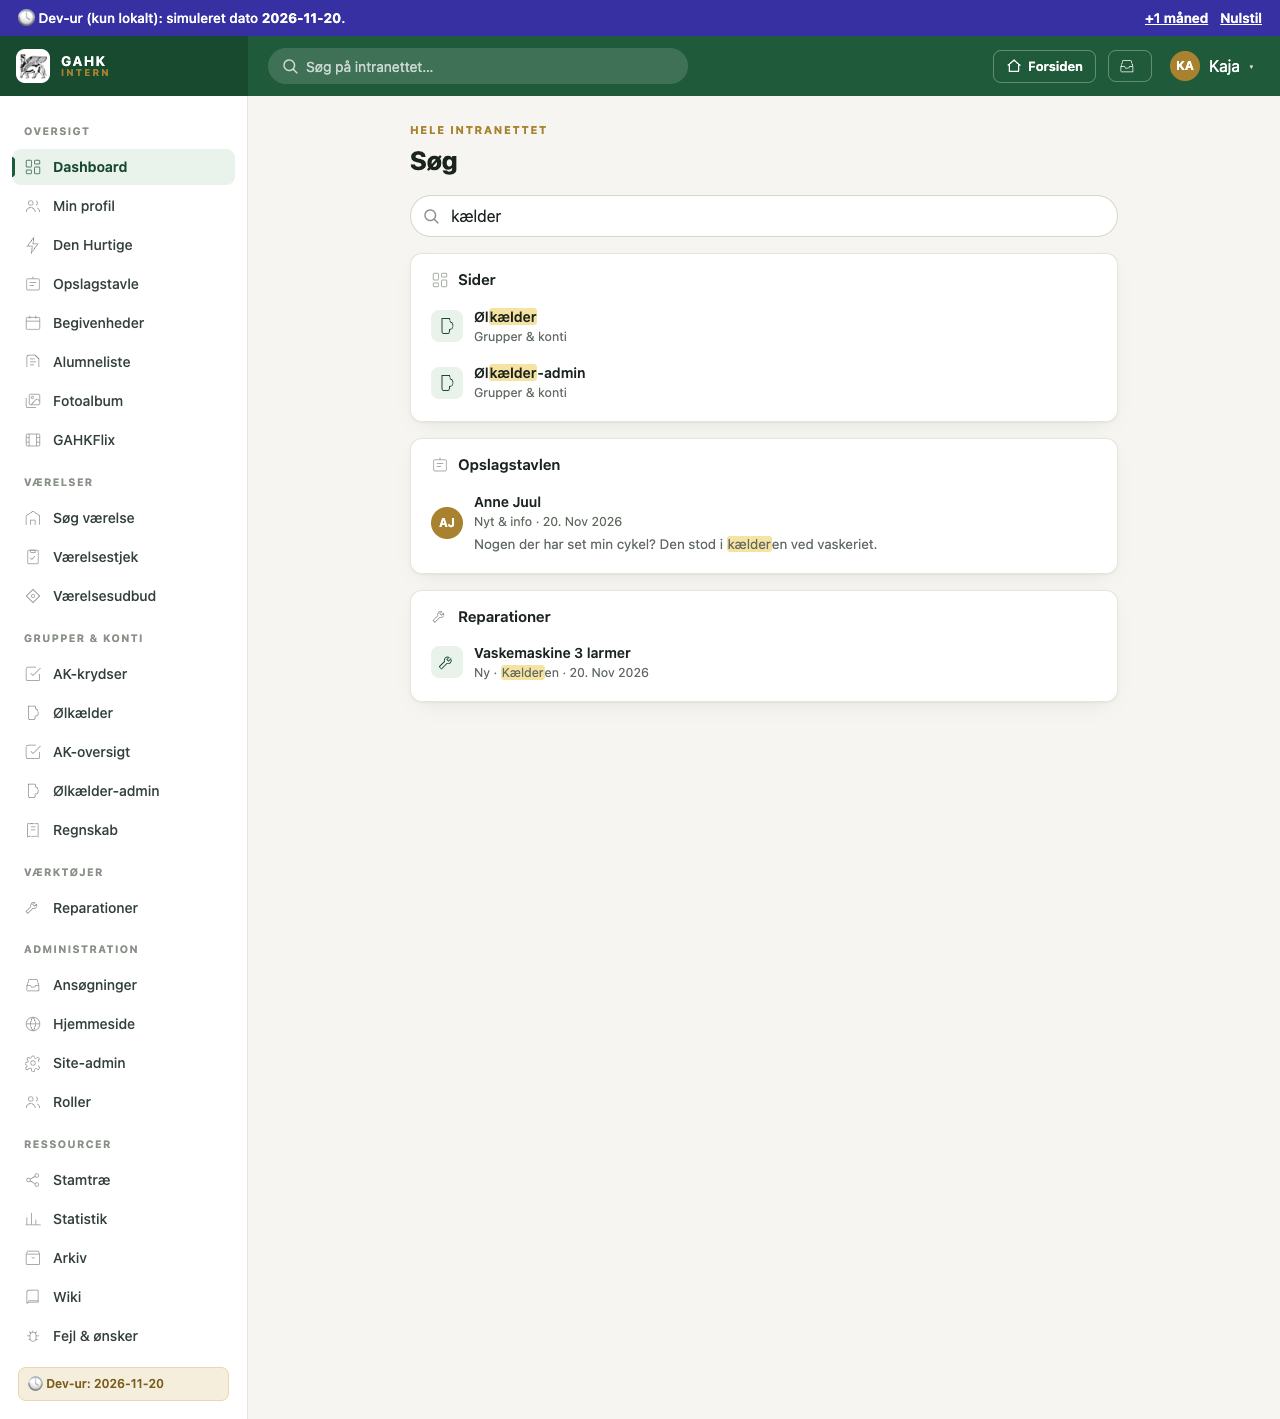 Dev-ur (kun lokalt): simuleret dato 2026-11-20.
+1 måned Nulstil
GAHK
INTERN
Søg på intranettet...
Forsiden
KA Kaja
OVERSIGT
Dashboard
Min profil
Den Hurtige
Opslagstavle
Begivenheder
Alumneliste
Fotoalbum
GAHKFlix
VÆRELSER
Søg værelse
Værelsestjek
Værelsesudbud
GRUPPER & KONTI
AK-krydser
Ølkælder
AK-oversigt
Ølkælder-admin
Regnskab
VÆRKTØJER
Reparationer
ADMINISTRATION
Ansøgninger
Hjemmeside
Site-admin
Roller
RESSOURCER
Stamtræ
Statistik
Arkiv
Wiki
Fejl & ønsker
Dev-ur: 2026-11-20
HELE INTRANETTET
Søg
kælder
Sider
Ølkælder
Grupper & konti
Ølkælder-admin
Grupper & konti
Opslagstavlen
AJ
Anne Juul
Nyt & info · 20. Nov 2026
Nogen der har set min cykel? Den stod i kælderen ved vaskeriet.
Reparationer
Vaskemaskine 3 larmer
Ny · Kælderen · 20. Nov 2026